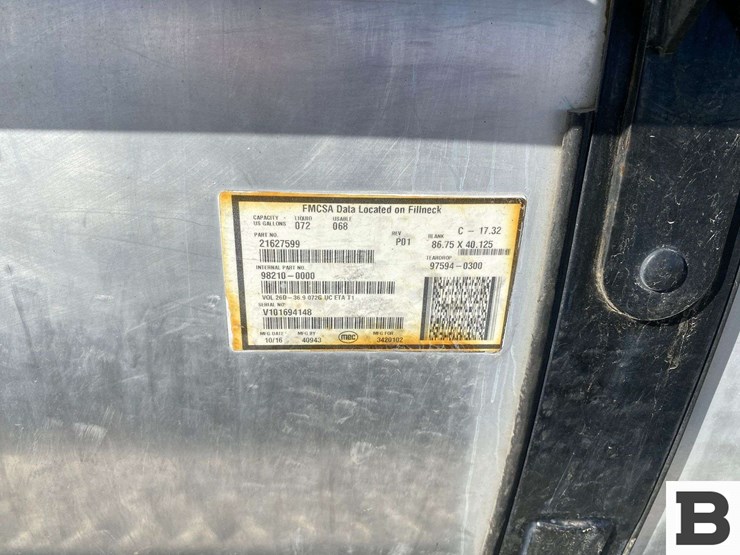 FMCSA Data Located on Fillneck
CAPACITY LIQUID USABLE
US GALLONS 072 068
C - 17.32
PART NO. REV BLANK
21627599 P01 86.75 X 40.125
TEARDROP
INTERNAL PART NO. 97594-0300
98210-0000
VOL 26D-36.9 072G UC ETA T1
SERIAL NO:
V101694148
MFG DATE MFG BY MFG FOR
10/16 40943 mec 3429102
B